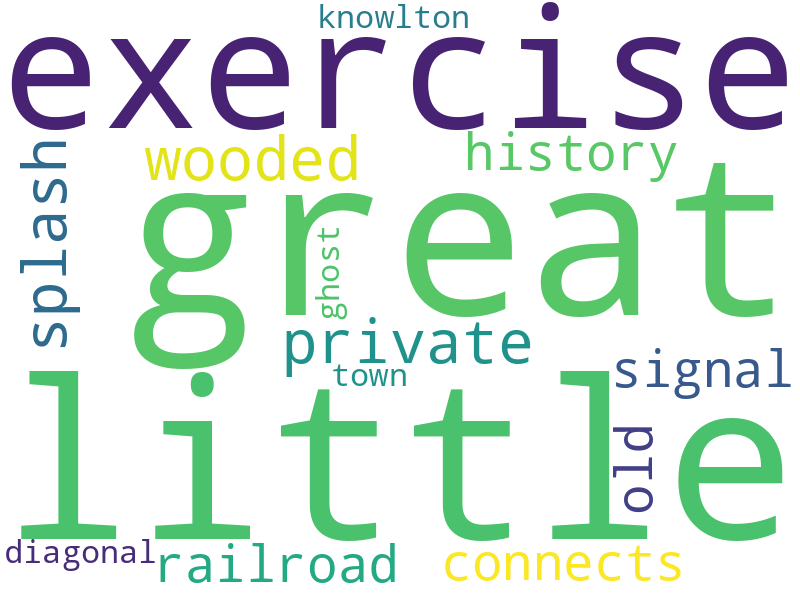 knowlton
exercise
wooded
history
splash
great
ghost
private
town
signal
little
old
diagonal
railroad
connects